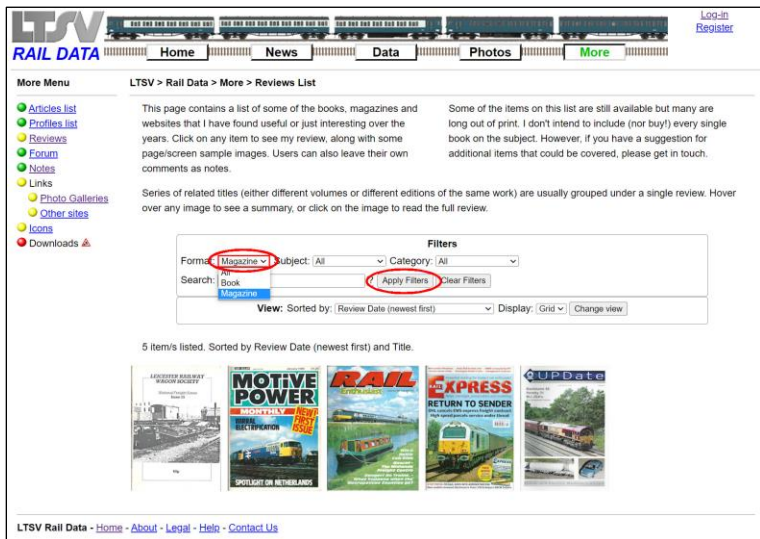 LTSV
RAIL DATA
Home
News
Data
Photos
More
Log-in
Register
More Menu
Articles list
Profiles list
Reviews
Forum
Notes
Links
Photo Galleries
Other sites
Icons
Downloads
LTSV > Rail Data > More > Reviews List
This page contains a list of some of the books, magazines and
websites that I have found useful or just interesting over the
years. Click on any item to see my review, along with some
page/screen sample images. Users can also leave their own
comments as notes.
Some of the items on this list are still available but many are
long out of print. I don't intend to include (nor buy!) every single
book on the subject. However, if you have a suggestion for
additional items that could be covered, please get in touch.
Series of related titles (either different volumes or different editions
of the same work) are usually grouped under a single review. Hover
over any image to see a summary, or click on the image to read the
full review.
Filters
Format: Magazine Subject: All Category: All
All
Book
Magazine
Search: ? Apply Filters Clear Filters
View: Sorted by: Review Date (newest first) Display: Grid Change view
5 item/s listed. Sorted by Review Date (newest first) and Title.
LEICESTER RAILWAY
WAGON SOCIETY
MOTIVE
POWER
MONTHLY
NEW!
FIRST
ISSUE
WIRRAL
ELECTRIFICATION
SPOTLIGHT ON NETHERLANDS
RAIL
Enthusiast
RAIL
EXPRESS
RETURN TO SENDER
UPDate
LTSV Rail Data - Home - About - Legal - Help - Contact Us